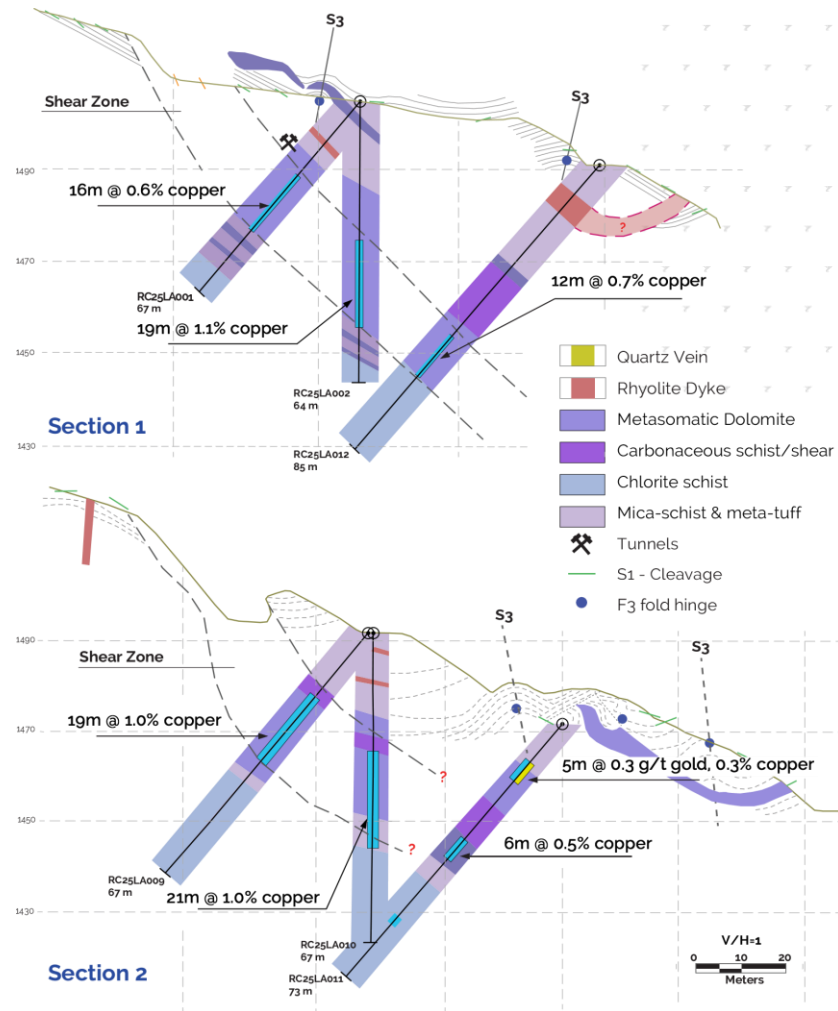 S3
S3
Shear Zone
1490
16m @ 0.6% copper
?
1470
12m @ 0.7% copper
RC25LA001
67 m
19m @ 1.1% copper
1450
RC25LA002
64 m
Section 1
1430
RC25LA012
85 m
Quartz Vein
Rhyolite Dyke
Metasomatic Dolomite
Carbonaceous schist/shear
Chlorite schist
Mica-schist & meta-tuff
Tunnels
S1 - Cleavage
F3 fold hinge
S3
S3
1490
Shear Zone
19m @ 1.0% copper
1470
?
5m @ 0.3 g/t gold, 0.3% copper
1450
?
6m @ 0.5% copper
RC25LA009
67 m
21m @ 1.0% copper
1430
RC25LA010
67 m
RC25LA011
73 m
Section 2
V/H=1
0 10 20
Meters